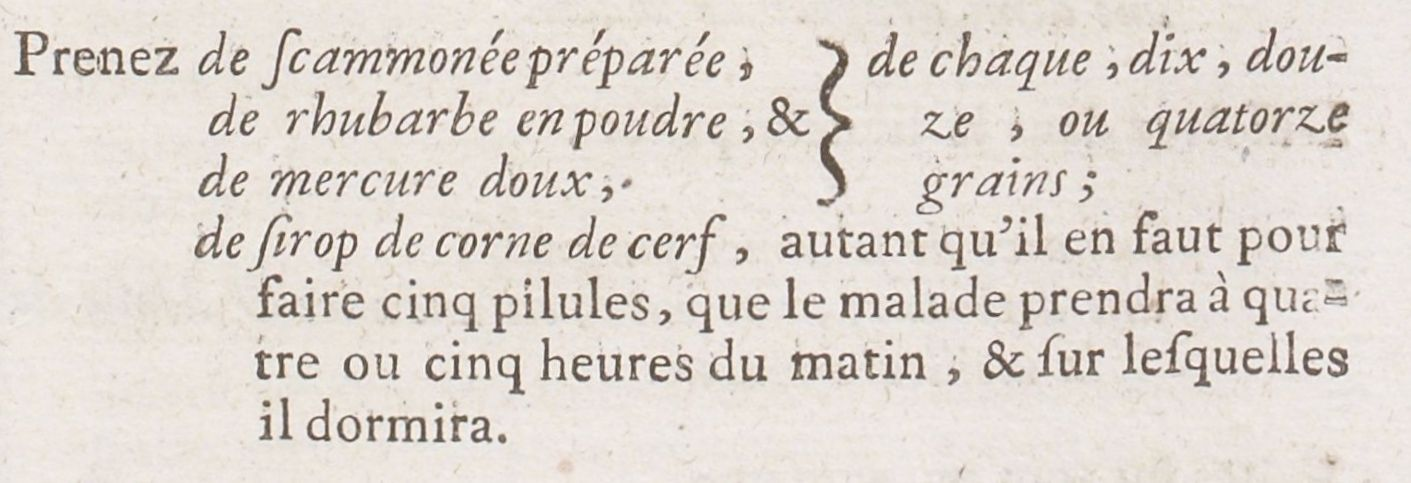 Prenez de ſcammonée préparée, } de chaque, dix, dou-
de rhubarbe en poudre, & } ze, ou quatorze
de mercure doux, } grains;
de ſirop de corne de cerf, autant qu'il en faut pour
faire cinq pilules, que le malade prendra à qua-
tre ou cinq heures du matin, & ſur leſquelles
il dormira.